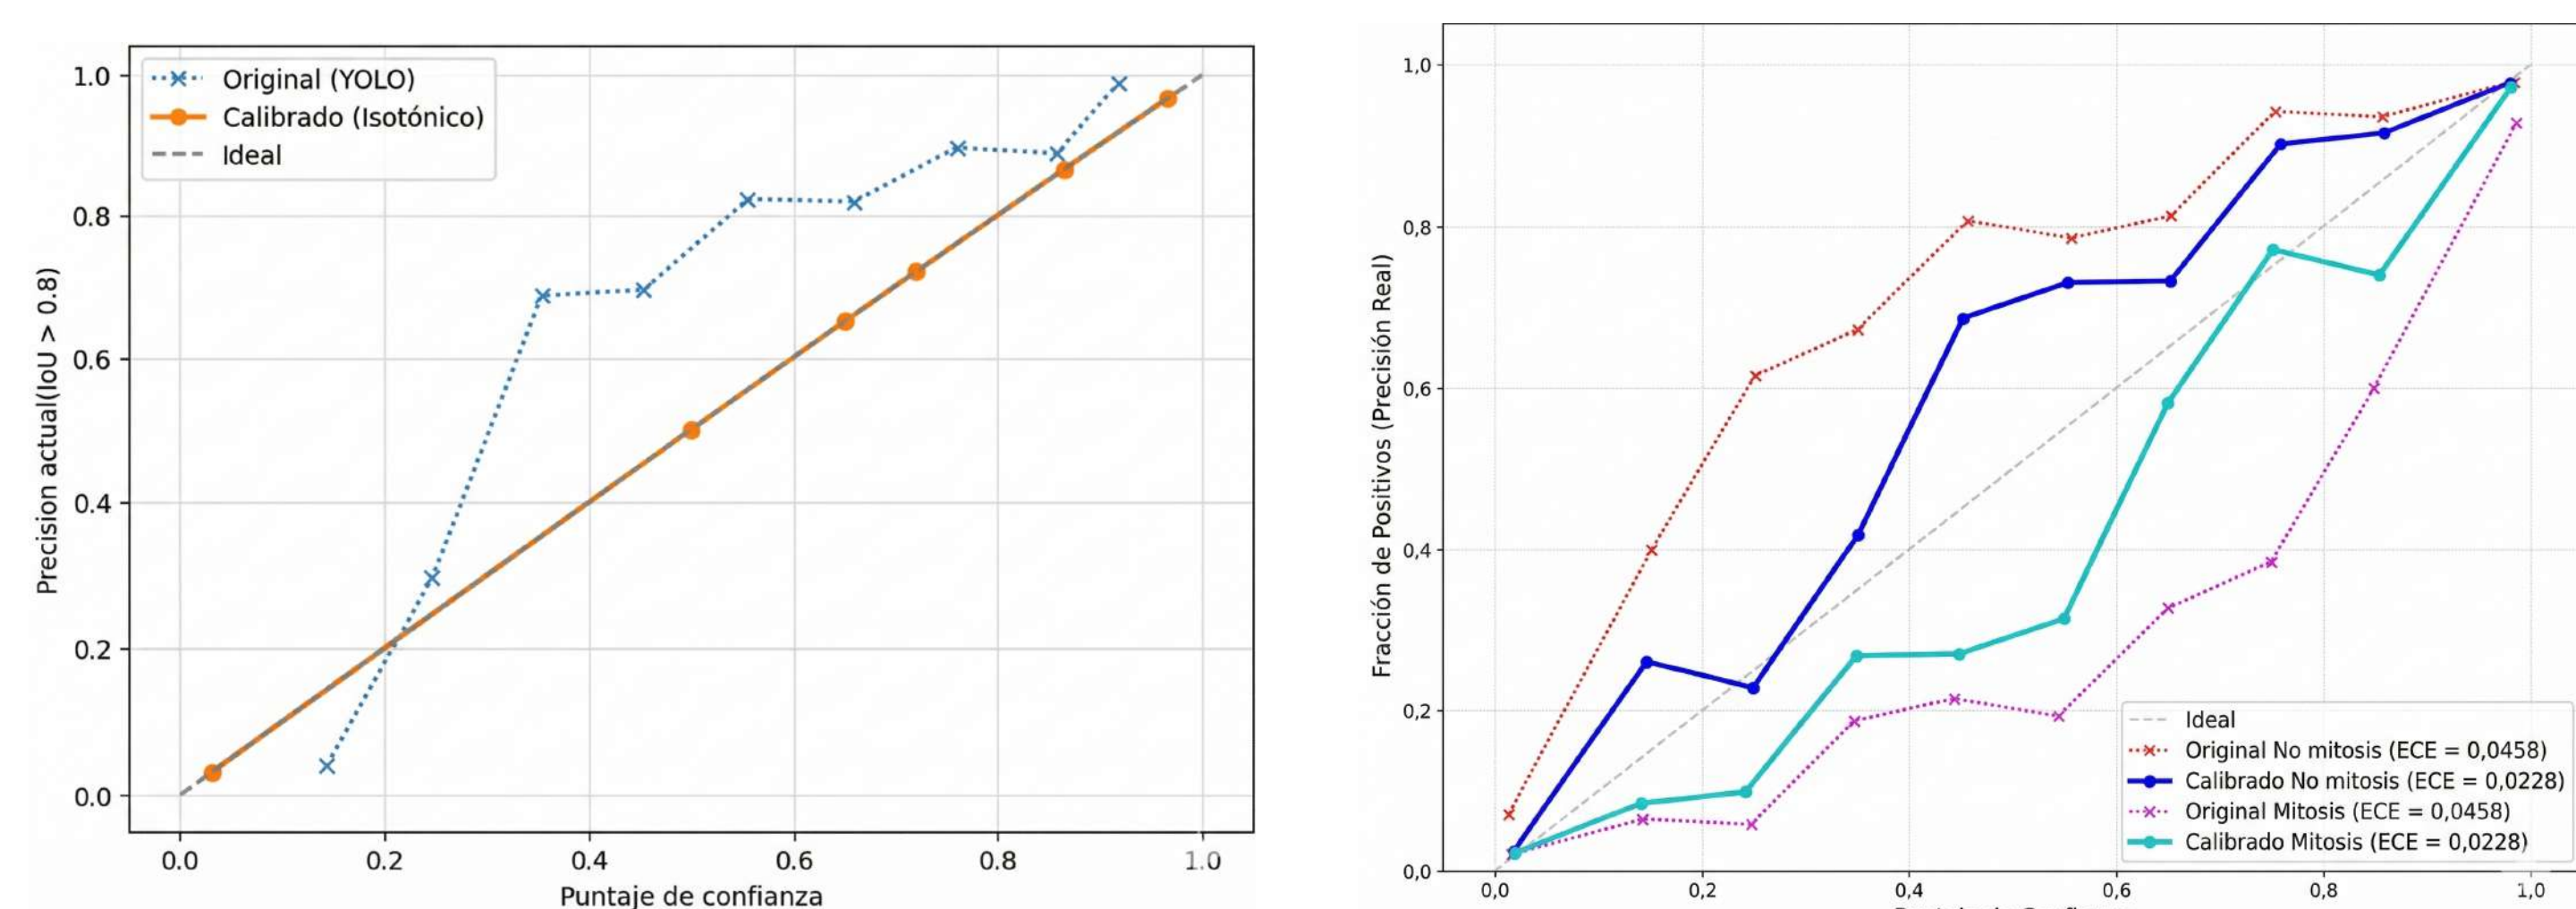 Original (YOLO)
Calibrado (Isotónico)
Ideal
1.0
0.8
0.6
0.4
0.2
0.0
Precision actual(IoU > 0.8)
0.0 0.2 0.4 0.6 0.8 1.0
Puntaje de confianza
1,0
0,8
0,6
0,4
0,2
0,0
Fracción de Positivos (Precisión Real)
Ideal
Original No mitosis (ECE = 0,0458)
Calibrado No mitosis (ECE = 0,0228)
Original Mitosis (ECE = 0,0458)
Calibrado Mitosis (ECE = 0,0228)
0,0 0,2 0,4 0,6 0,8 1,0